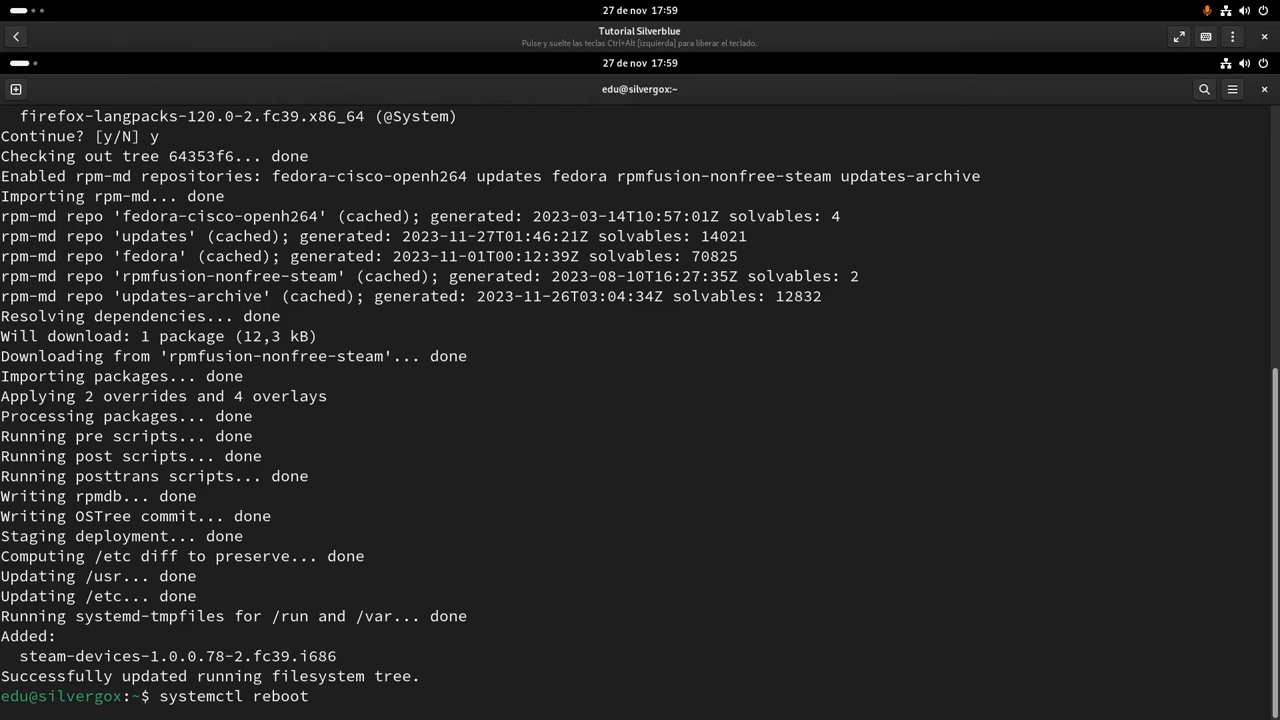 27 de nov 17:59
Tutorial Silverblue
Pulse y suelte las teclas Ctrl+Alt [izquierda] para liberar el teclado.
27 de nov 17:59
edu@silvergox:~
firefox-langpacks-120.0-2.fc39.x86_64 (@System)
Continue? [y/N] y
Checking out tree 64353f6... done
Enabled rpm-md repositories: fedora-cisco-openh264 updates fedora rpmfusion-nonfree-steam updates-archive
Importing rpm-md... done
rpm-md repo 'fedora-cisco-openh264' (cached); generated: 2023-03-14T10:57:01Z solvables: 4
rpm-md repo 'updates' (cached); generated: 2023-11-27T01:46:21Z solvables: 14021
rpm-md repo 'fedora' (cached); generated: 2023-11-01T00:12:39Z solvables: 70825
rpm-md repo 'rpmfusion-nonfree-steam' (cached); generated: 2023-08-10T16:27:35Z solvables: 2
rpm-md repo 'updates-archive' (cached); generated: 2023-11-26T03:04:34Z solvables: 12832
Resolving dependencies... done
Will download: 1 package (12,3 kB)
Downloading from 'rpmfusion-nonfree-steam'... done
Importing packages... done
Applying 2 overrides and 4 overlays
Processing packages... done
Running pre scripts... done
Running post scripts... done
Running posttrans scripts... done
Writing rpmdb... done
Writing OSTree commit... done
Staging deployment... done
Computing /etc diff to preserve... done
Updating /usr... done
Updating /etc... done
Running systemd-tmpfiles for /run and /var... done
Added:
steam-devices-1.0.0.78-2.fc39.i686
Successfully updated running filesystem tree.
edu@silvergox:~$ systemctl reboot